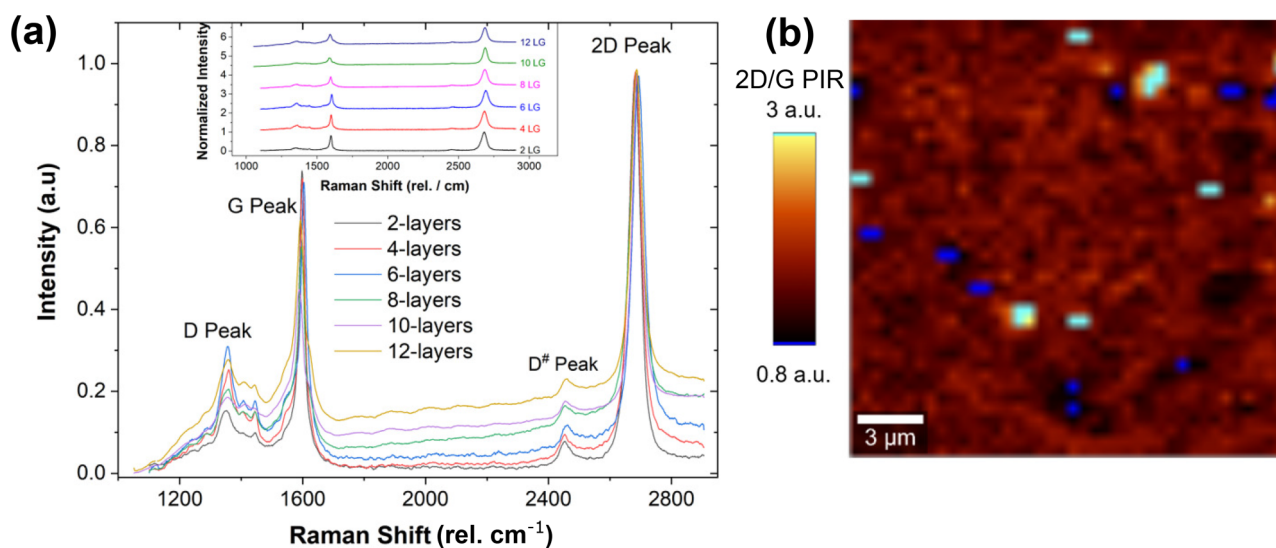 (a)
Intensity (a.u)
1.0
0.8
0.6
0.4
0.2
0.0
1200
1600
2000
2400
2800
Raman Shift (rel. cm⁻¹)
D Peak
G Peak
D# Peak
2D Peak
2-layers
4-layers
6-layers
8-layers
10-layers
12-layers
Normalized Intensity
6
5
4
3
2
1
0
1000
1500
2000
2500
3000
Raman Shift (rel. / cm)
12 LG
10 LG
8 LG
6 LG
4 LG
2 LG
(b)
2D/G PIR
3 a.u.
0.8 a.u.
3 µm